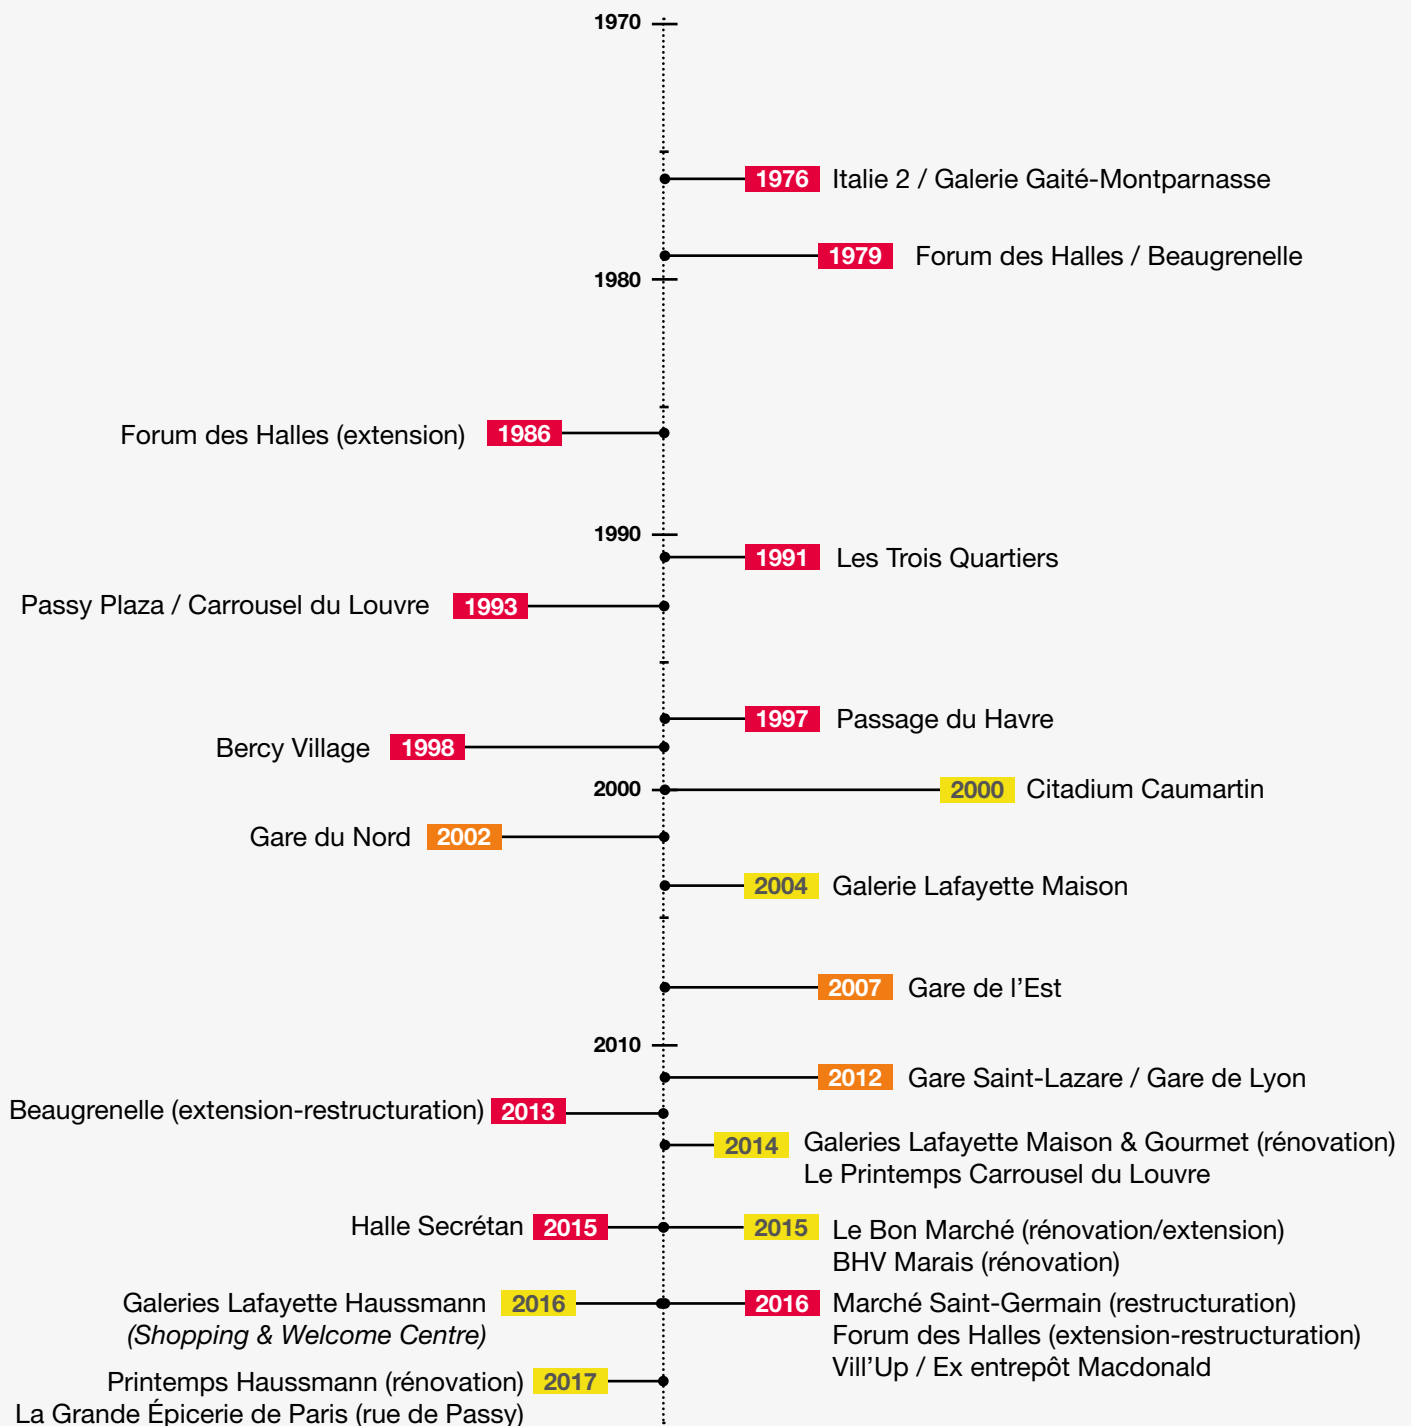 1970
1976 Italie 2 / Galerie Gaité-Montparnasse
1979 Forum des Halles / Beaugrenelle
1980
Forum des Halles (extension) 1986
1990
1991 Les Trois Quartiers
Passy Plaza / Carrousel du Louvre 1993
1997 Passage du Havre
Bercy Village 1998
2000
2000 Citadium Caumartin
Gare du Nord 2002
2004 Galerie Lafayette Maison
2007 Gare de l’Est
2010
2012 Gare Saint-Lazare / Gare de Lyon
Beaugrenelle (extension-restructuration) 2013
2014 Galeries Lafayette Maison & Gourmet (rénovation)
Le Printemps Carrousel du Louvre
Halle Secrétan 2015
2015 Le Bon Marché (rénovation/extension)
BHV Marais (rénovation)
Galeries Lafayette Haussmann 2016
(Shopping & Welcome Centre)
2016 Marché Saint-Germain (restructuration)
Forum des Halles (extension-restructuration)
Vill’Up / Ex entrepôt Macdonald
Printemps Haussmann (rénovation) 2017
La Grande Épicerie de Paris (rue de Passy)